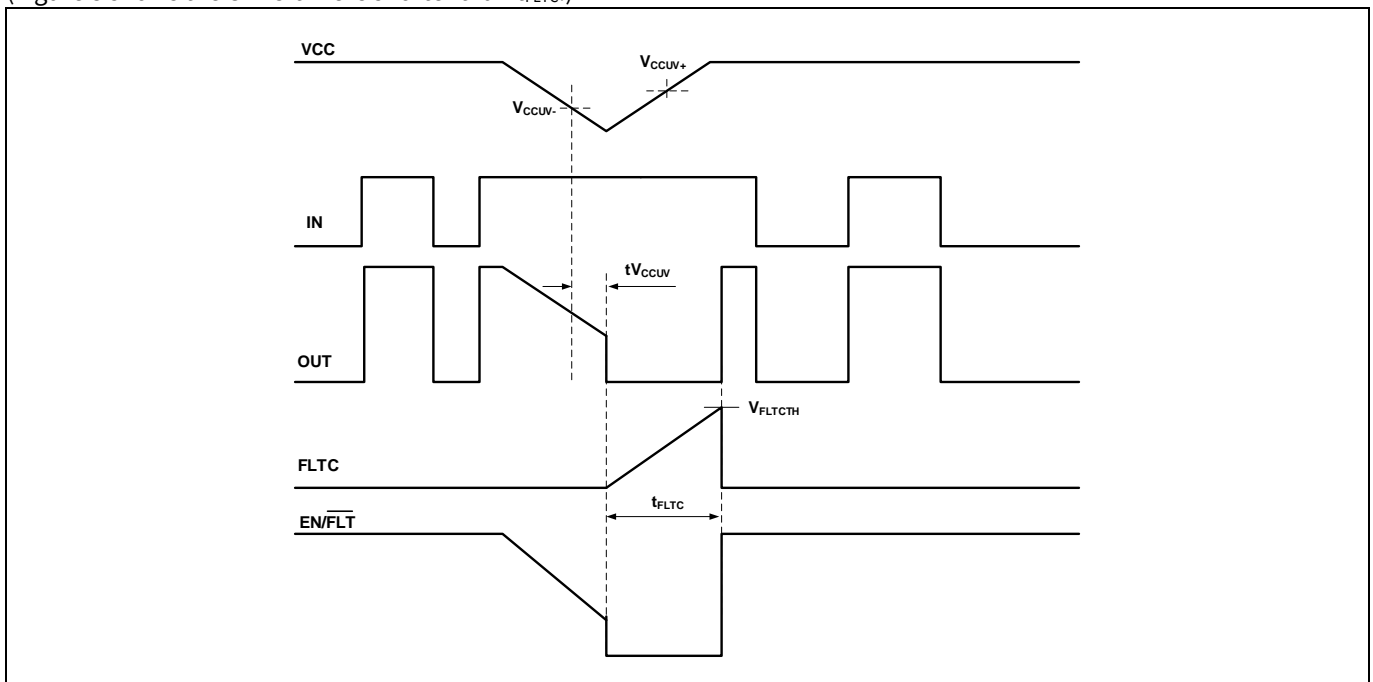 VCC
VCCUV+
VCCUV-
IN
tVCCUV
OUT
VFLTCTH
FLTC
tFLTC
EN/FLT